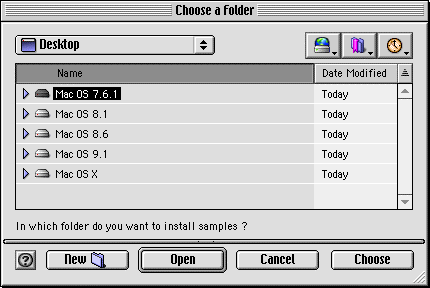 Choose a Folder
Desktop
Name Date Modified
Mac OS 7.6.1 Today
Mac OS 8.1 Today
Mac OS 8.6 Today
Mac OS 9.1 Today
Mac OS X Today
In which folder do you want to install samples ?
? New Open Cancel Choose